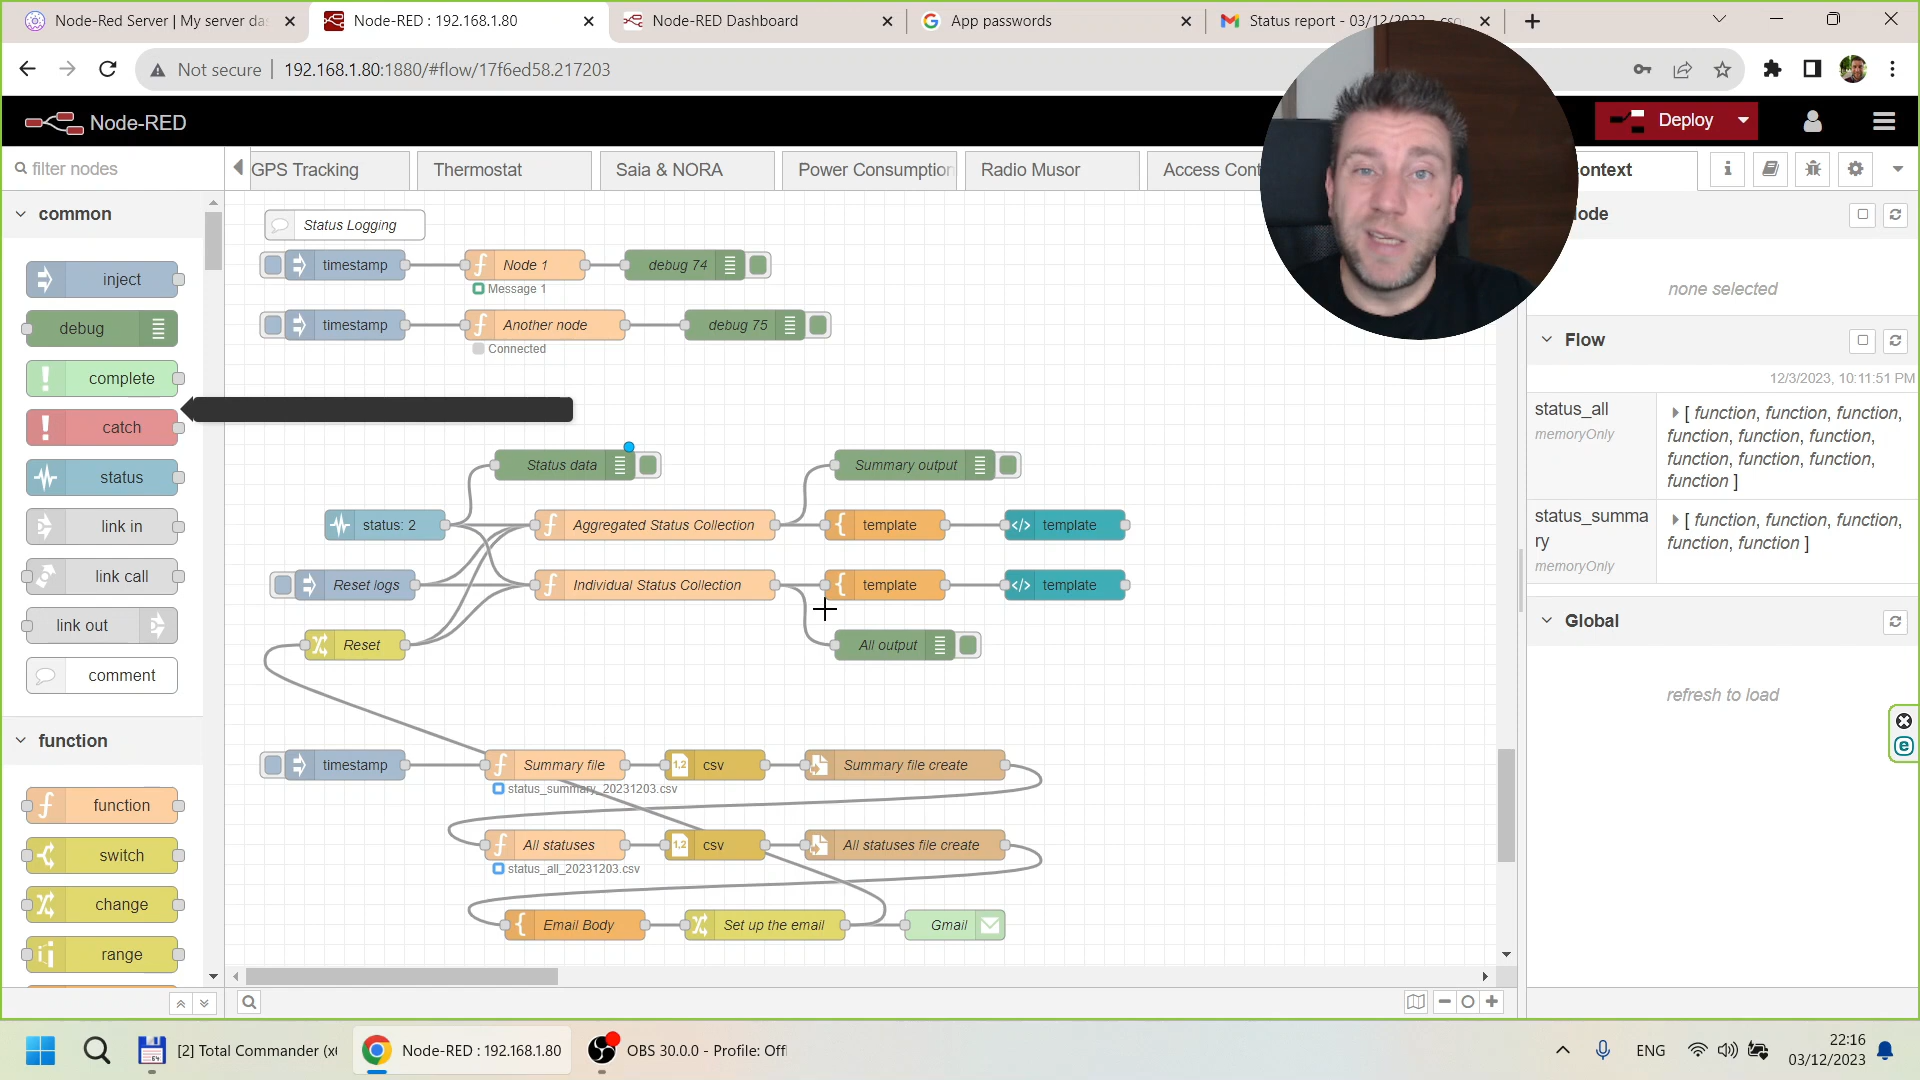 Node-Red Server | My server da
Node-RED : 192.168.1.80
Node-RED Dashboard
App passwords
Status report - 03/12/2023 - cso
Not secure
192.168.1.80:1880/#flow/17f6ed58.217203
Node-RED
Deploy
filter nodes
GPS Tracking
Thermostat
Saia & NORA
Power Consumption
Radio Musor
Access Cont
ontext
common
inject
debug
complete
catch
status
link in
link call
link out
comment
function
function
switch
change
range
Status Logging
timestamp
Node 1
debug 74
Message 1
timestamp
Another node
debug 75
Connected
Status data
Summary output
status: 2
Aggregated Status Collection
template
template
Reset logs
Individual Status Collection
template
template
Reset
All output
timestamp
Summary file
csv
Summary file create
status_summary_20231203.csv
All statuses
csv
All statuses file create
status_all_20231203.csv
Email Body
Set up the email
Gmail
ode
none selected
Flow
12/3/2023, 10:11:51 PM
status_all
memoryOnly
[ function, function, function,
function, function, function,
function, function, function,
function ]
status_summa
ry
memoryOnly
[ function, function, function,
function, function ]
Global
refresh to load
[2] Total Commander (x
Node-RED : 192.168.1.80
OBS 30.0.0 - Profile: Off
ENG
22:16
03/12/2023